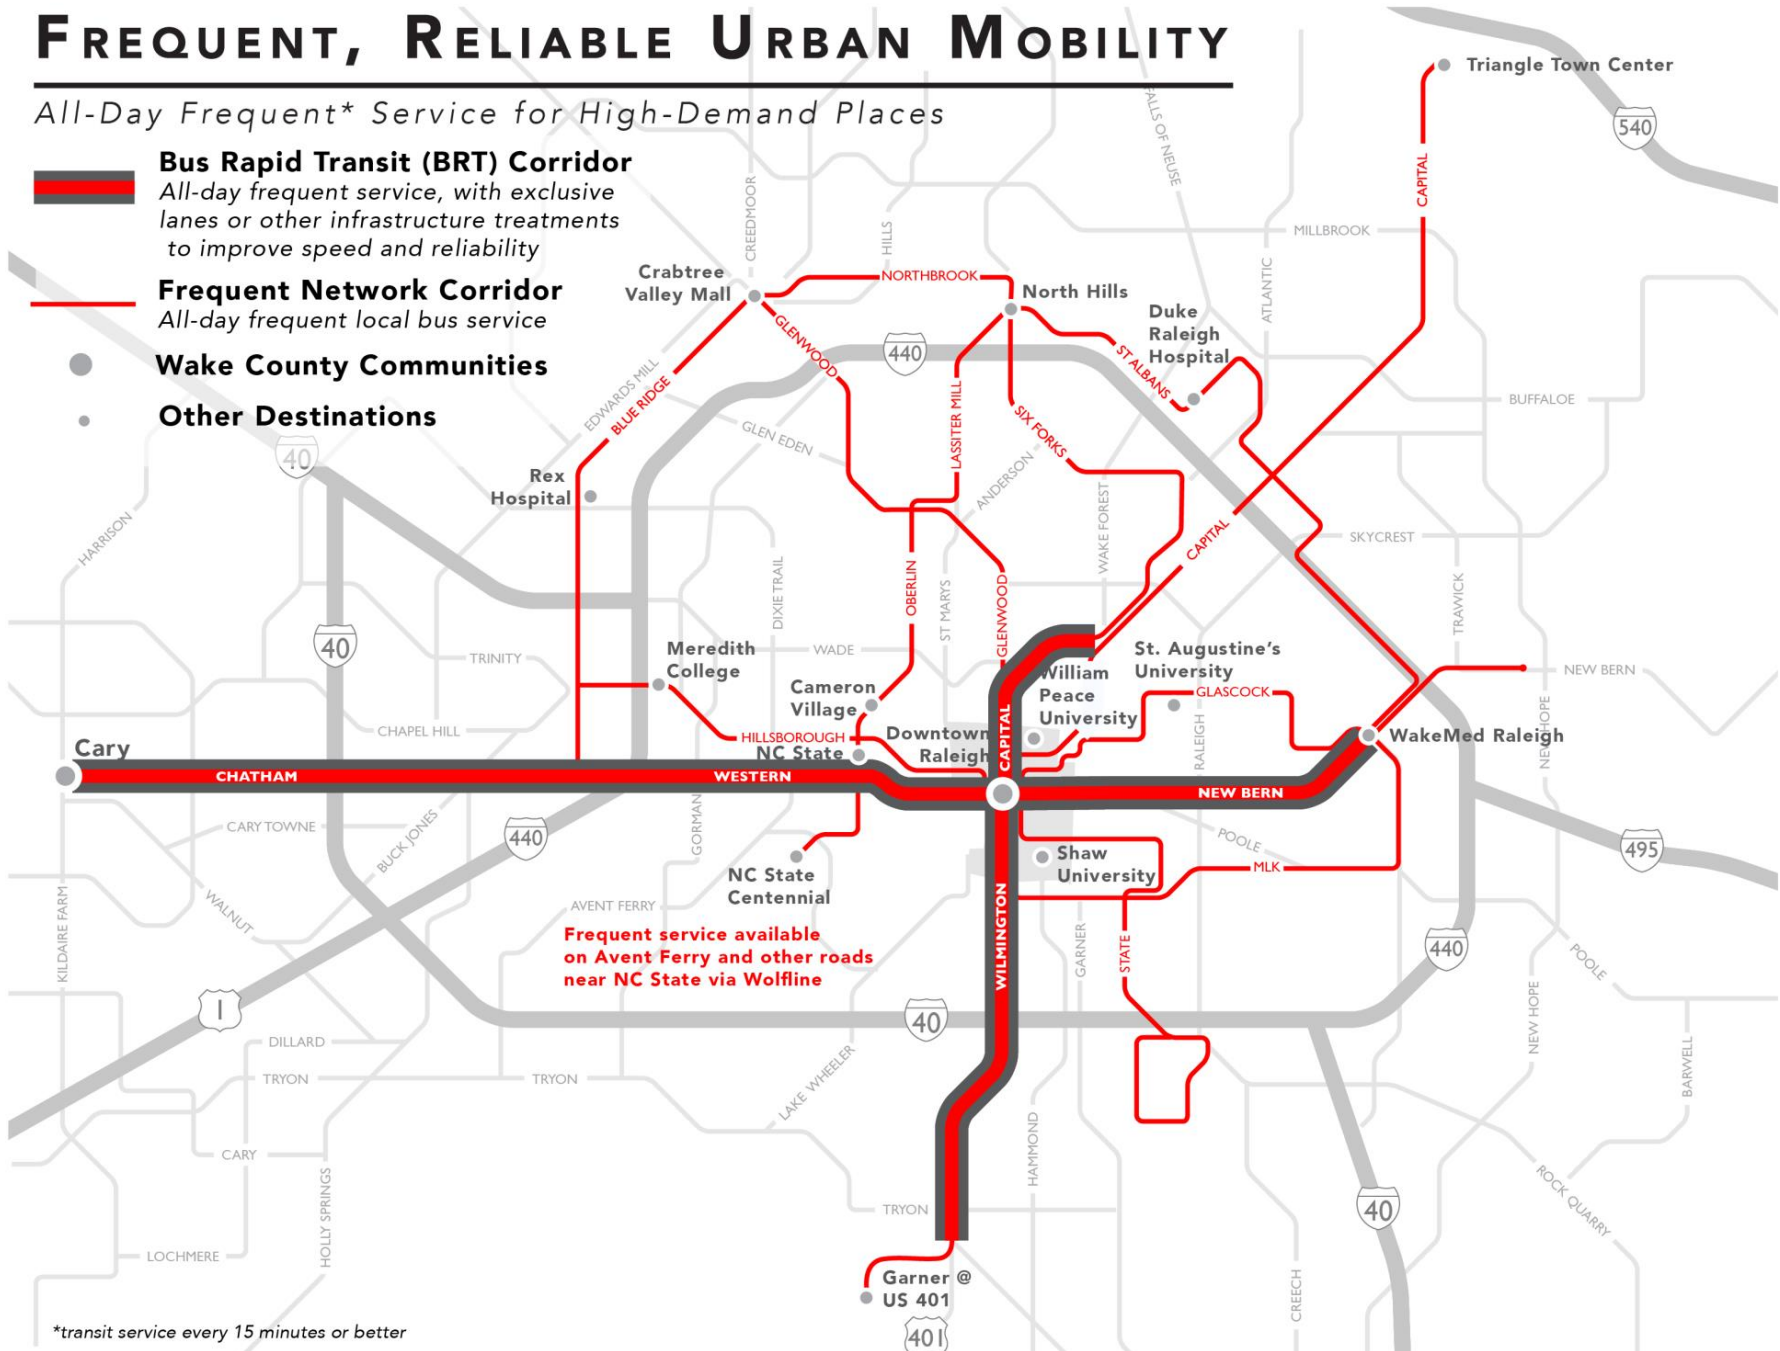 FREQUENT, RELIABLE URBAN MOBILITY
All-Day Frequent* Service for High-Demand Places
Bus Rapid Transit (BRT) Corridor
All-day frequent service, with exclusive
lanes or other infrastructure treatments
to improve speed and reliability
Frequent Network Corridor
All-day frequent local bus service
Wake County Communities
Other Destinations
Triangle Town Center
540
FALLS OF NEUSE
CAPITAL
CREEDMOOR
HILLS
MILLBROOK
ATLANTIC
Crabtree
Valley Mall
NORTHBROOK
North Hills
Duke
Raleigh
Hospital
GLENWOOD
440
ST ALBANS
EDWARDS MILL
BLUE RIDGE
LASSITER MILL
SIX FORKS
BUFFALOE
GLEN EDEN
40
ANDERSON
Rex
Hospital
HARRISON
WAKE FOREST
CAPITAL
SKYCREST
DIXIE TRAIL
OBERLIN
ST MARYS
GLENWOOD
TRAWICK
40
TRINITY
Meredith
College
WADE
William
Peace
University
St. Augustine's
University
NEW BERN
Cameron
Village
GLASCOCK
RALEIGH
NEW HOPE
CHAPEL HILL
HILLSBOROUGH
NC State
Downtown
Raleigh
CAPITAL
WakeMed Raleigh
Cary
CHATHAM
WESTERN
NEW BERN
CARY TOWNE
BUCK JONES
440
GORMAN
POOLE
495
Shaw
University
MLK
NC State
Centennial
KILDAIRE FARM
WALNUT
AVENT FERRY
WILMINGTON
GARNER
STATE
440
POOLE
Frequent service available
on Avent Ferry and other roads
near NC State via Wolfline
1
40
DILLARD
TRYON
TRYON
LAKE WHEELER
NEW HOPE
BARWELL
HAMMOND
CARY
HOLLY SPRINGS
TRYON
40
ROCK QUARRY
LOCHMERE
Garner @
US 401
CREECH
401
*transit service every 15 minutes or better